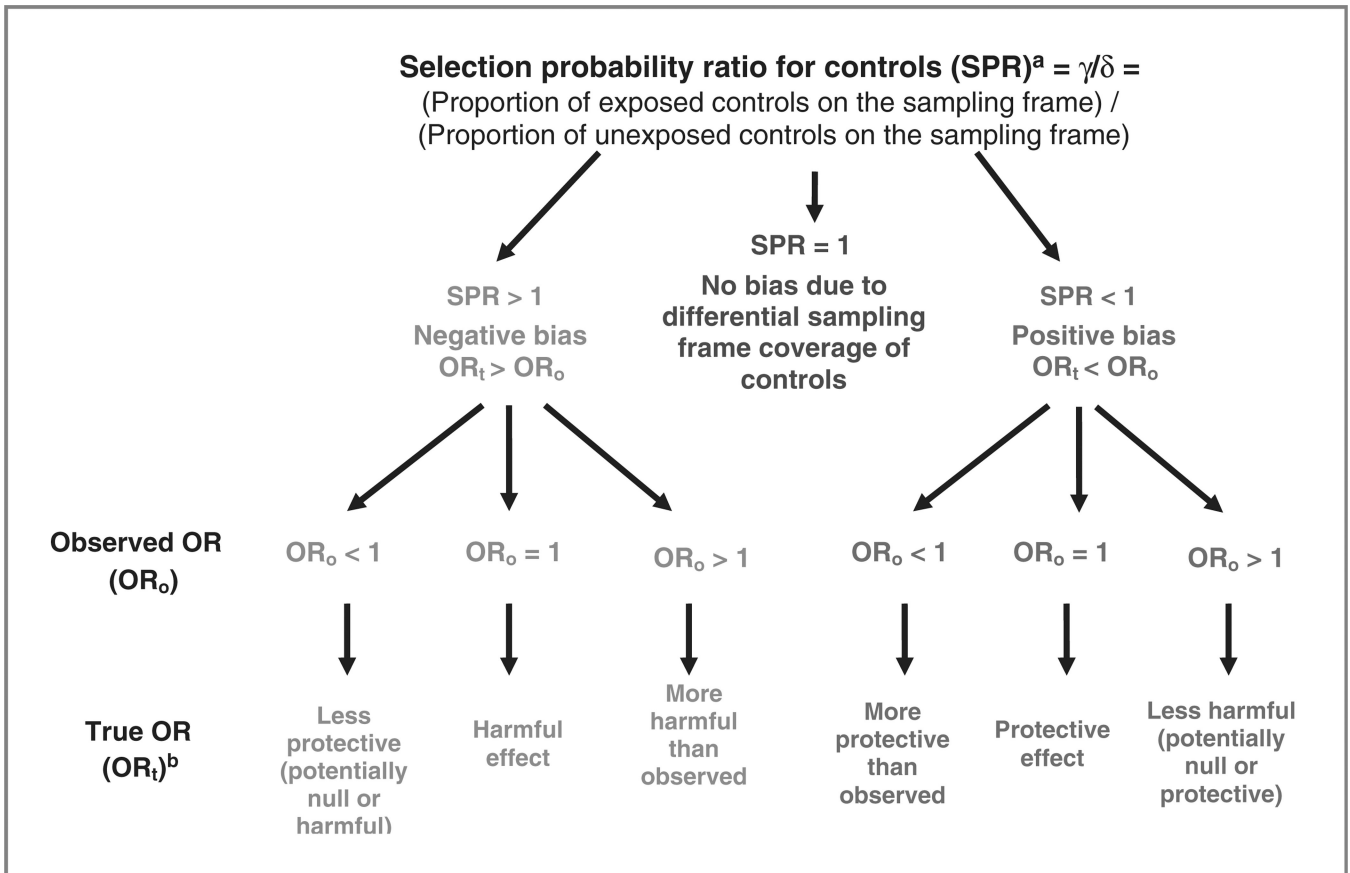 Selection probability ratio for controls (SPR)ᵃ = γ/δ =
(Proportion of exposed controls on the sampling frame) /
(Proportion of unexposed controls on the sampling frame)
SPR > 1
Negative bias
ORₜ > ORₒ
SPR = 1
No bias due to
differential sampling
frame coverage of
controls
SPR < 1
Positive bias
ORₜ < ORₒ
Observed OR
(ORₒ)
ORₒ < 1
ORₒ = 1
ORₒ > 1
ORₒ < 1
ORₒ = 1
ORₒ > 1
True OR
(ORₜ)ᵇ
Less
protective
(potentially
null or
harmful)
Harmful
effect
More
harmful
than
observed
More
protective
than
observed
Protective
effect
Less harmful
(potentially
null or
protective)